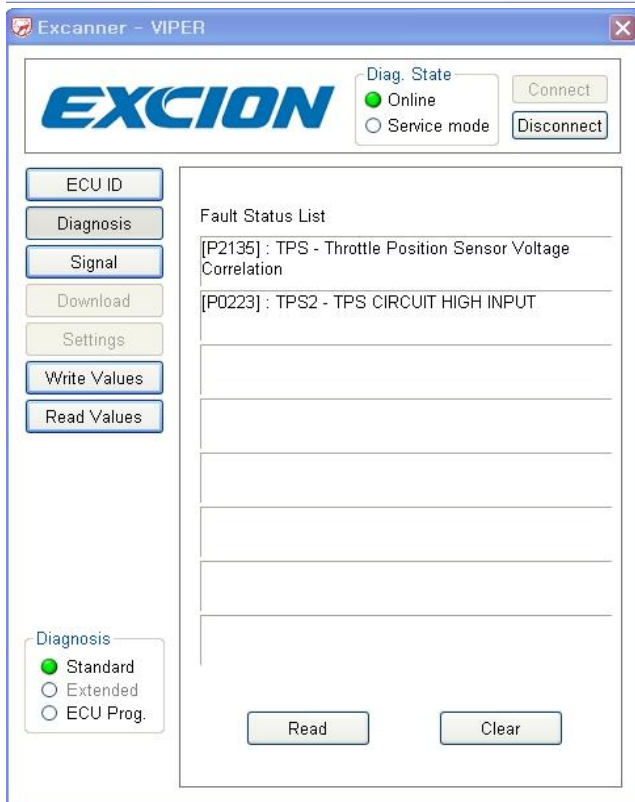 Excanner - VIPER
EXCION
Diag. State
Online
Service mode
Connect
Disconnect
ECU ID
Diagnosis
Signal
Download
Settings
Write Values
Read Values
Fault Status List
[P2135] : TPS - Throttle Position Sensor Voltage
Correlation
[P0223] : TPS2 - TPS CIRCUIT HIGH INPUT
Diagnosis
Standard
Extended
ECU Prog.
Read
Clear